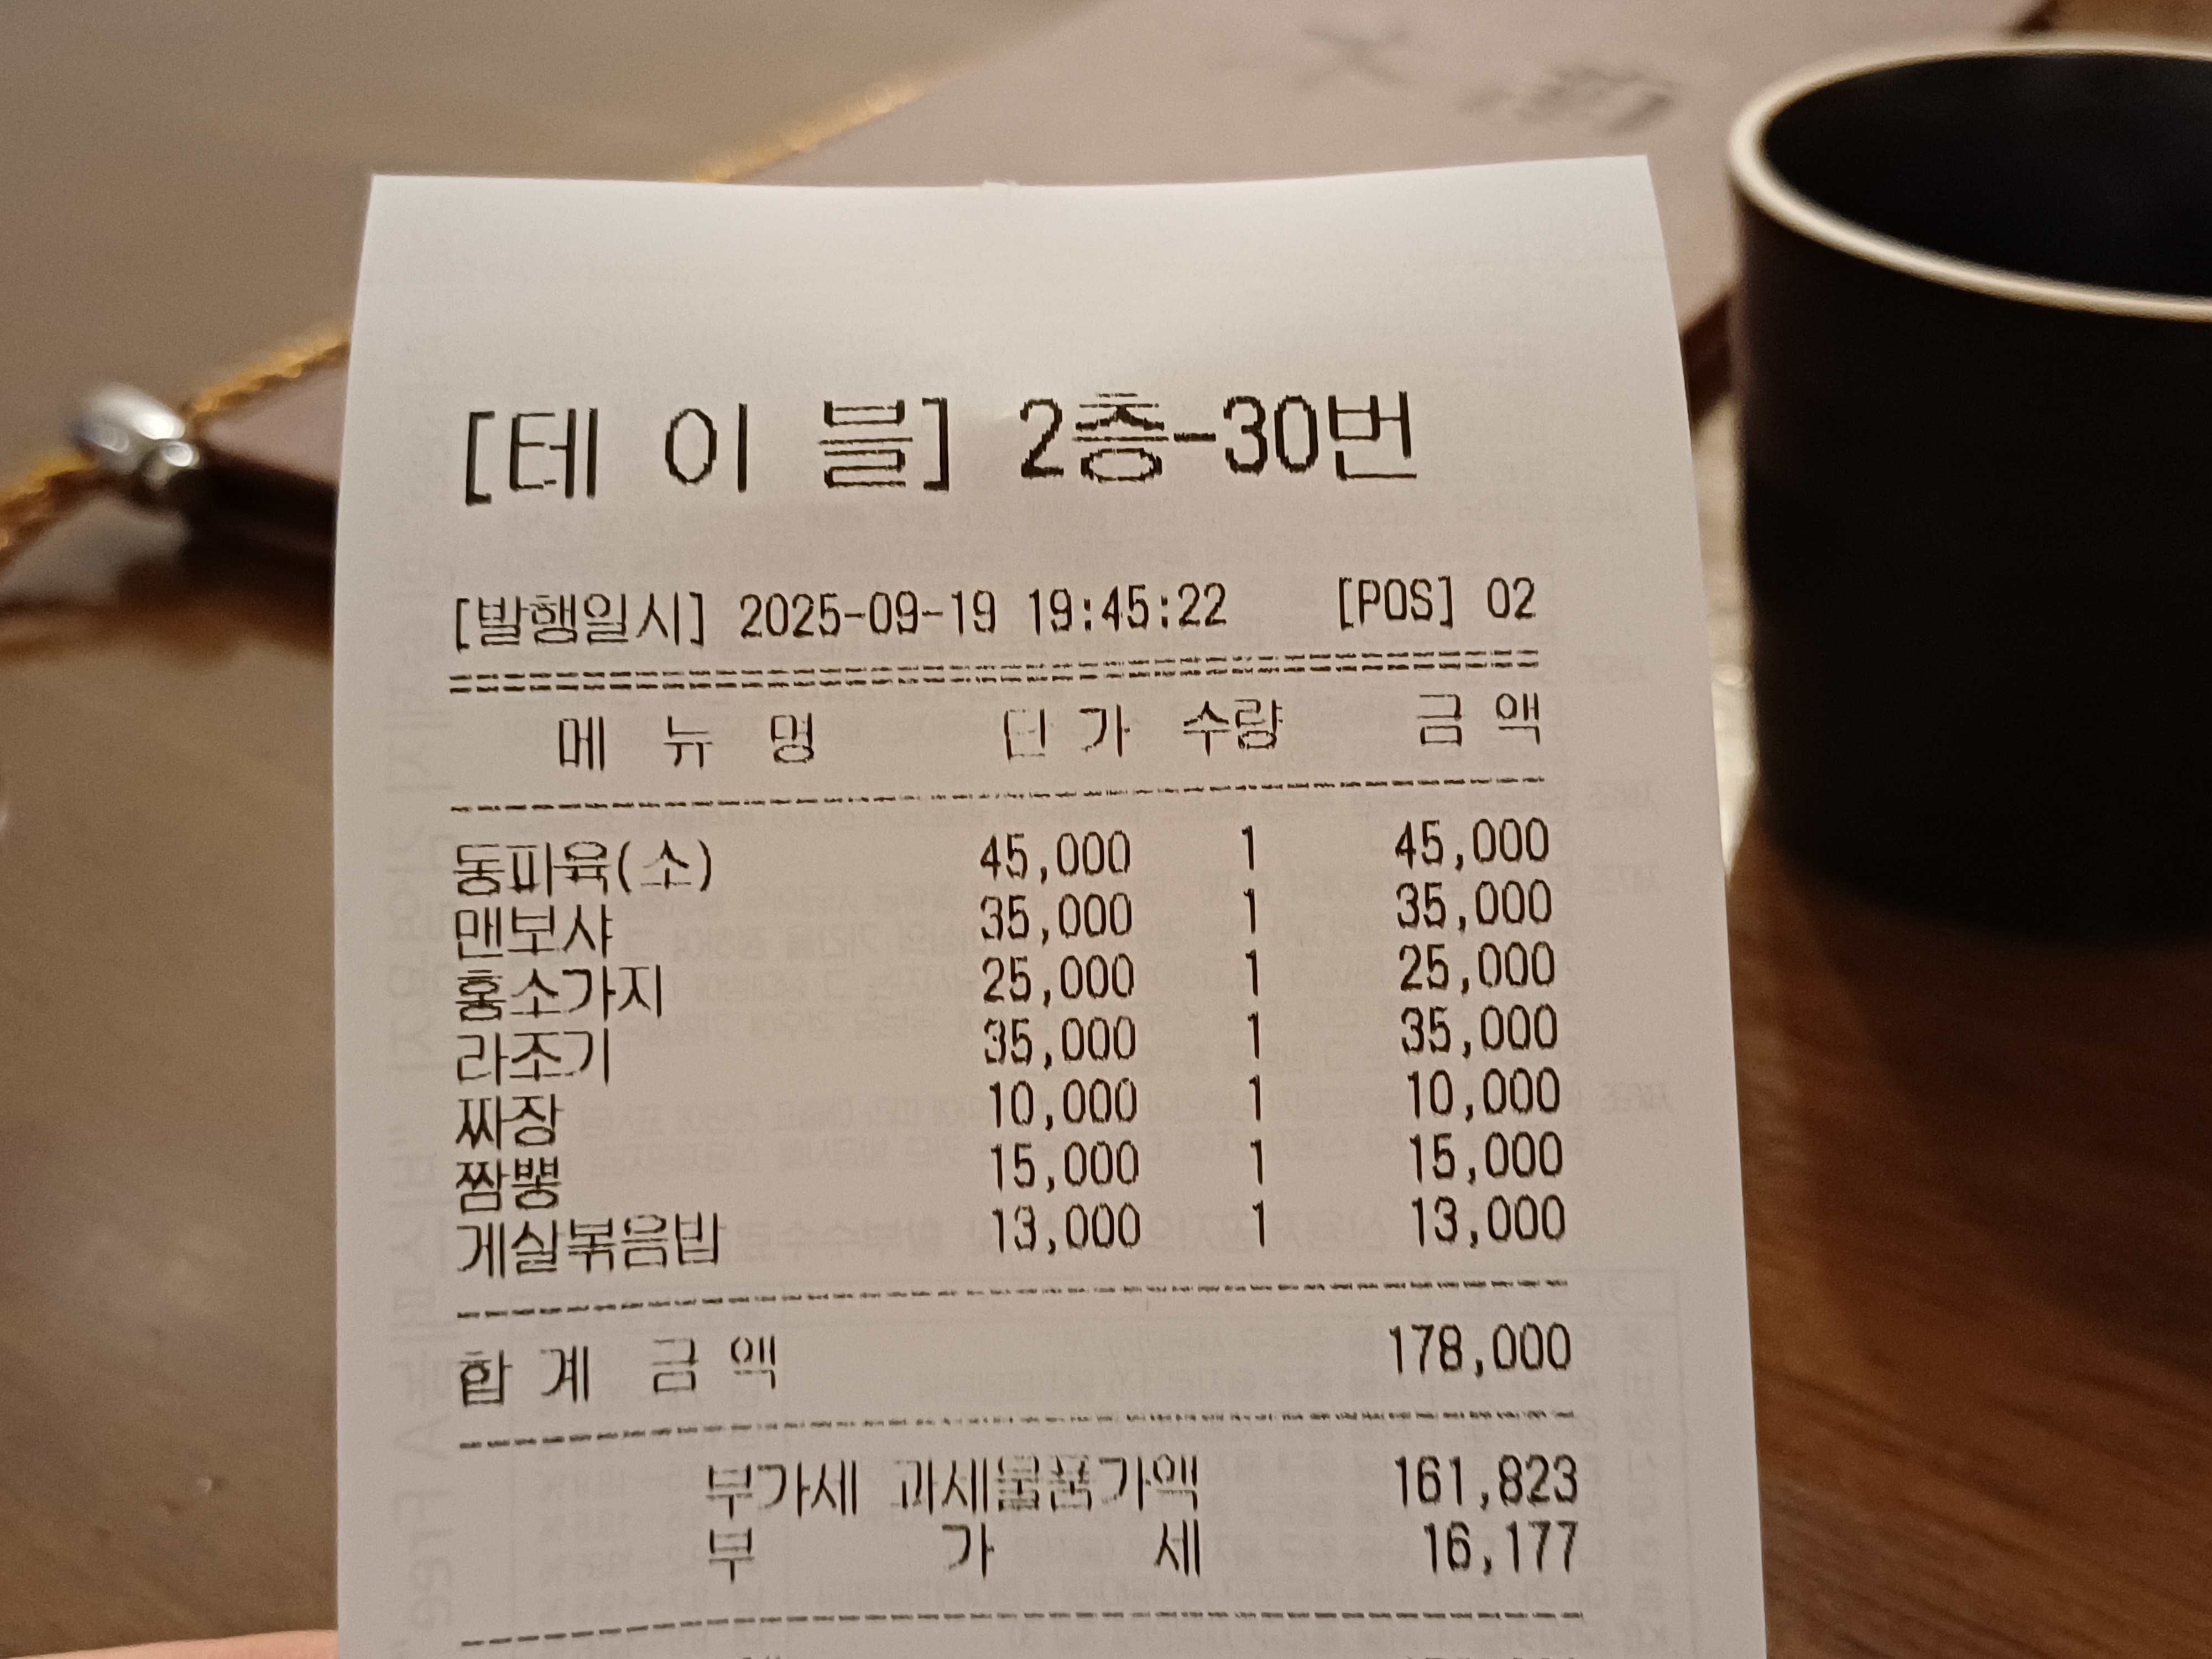 [테 이 블] 2층-30번
[발행일시] 2025-09-19 19:45:22 [POS] 02
메 뉴 명 단 가 수량 금 액
동파육(소) 45,000 1 45,000
맨보샤 35,000 1 35,000
홍소가지 25,000 1 25,000
라조기 35,000 1 35,000
짜장 10,000 1 10,000
짬뽕 15,000 1 15,000
게살볶음밥 13,000 1 13,000
합 계 금 액 178,000
부가세 과세물품가액 161,823
부 가 세 16,177